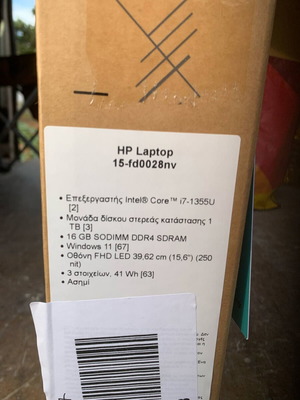 HP Laptop
15-fd0028nv
• Επεξεργαστής Intel® Core™ i7-1355U
[2]
• Μονάδα δίσκου στερεάς κατάστασης 1
TB [3]
• 16 GB SODIMM DDR4 SDRAM
• Windows 11 [67]
• Οθόνη FHD LED 39,62 cm (15,6") (250
nit)
• 3 στοιχείων, 41 Wh [63]
• Ασημί